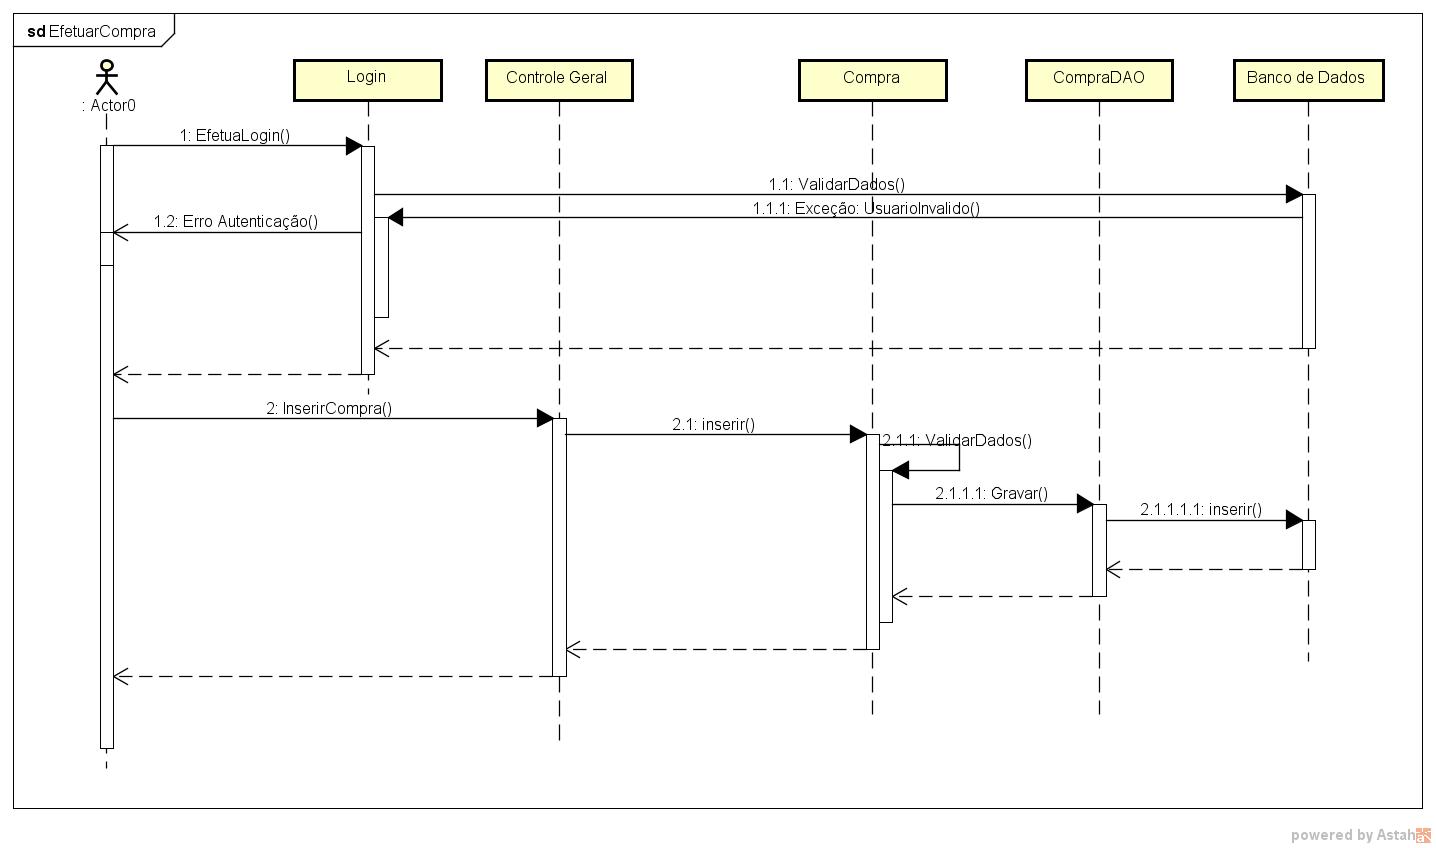 sd EfetuarCompra
: Actor0
Login
Controle Geral
Compra
CompraDAO
Banco de Dados
1: EfetuaLogin()
1.1: ValidarDados()
1.1.1: Exceção: UsuarioInvalido()
1.2: Erro Autenticação()
2: InserirCompra()
2.1: inserir()
2.1.1: ValidarDados()
2.1.1.1: Gravar()
2.1.1.1.1: inserir()
powered by Astah